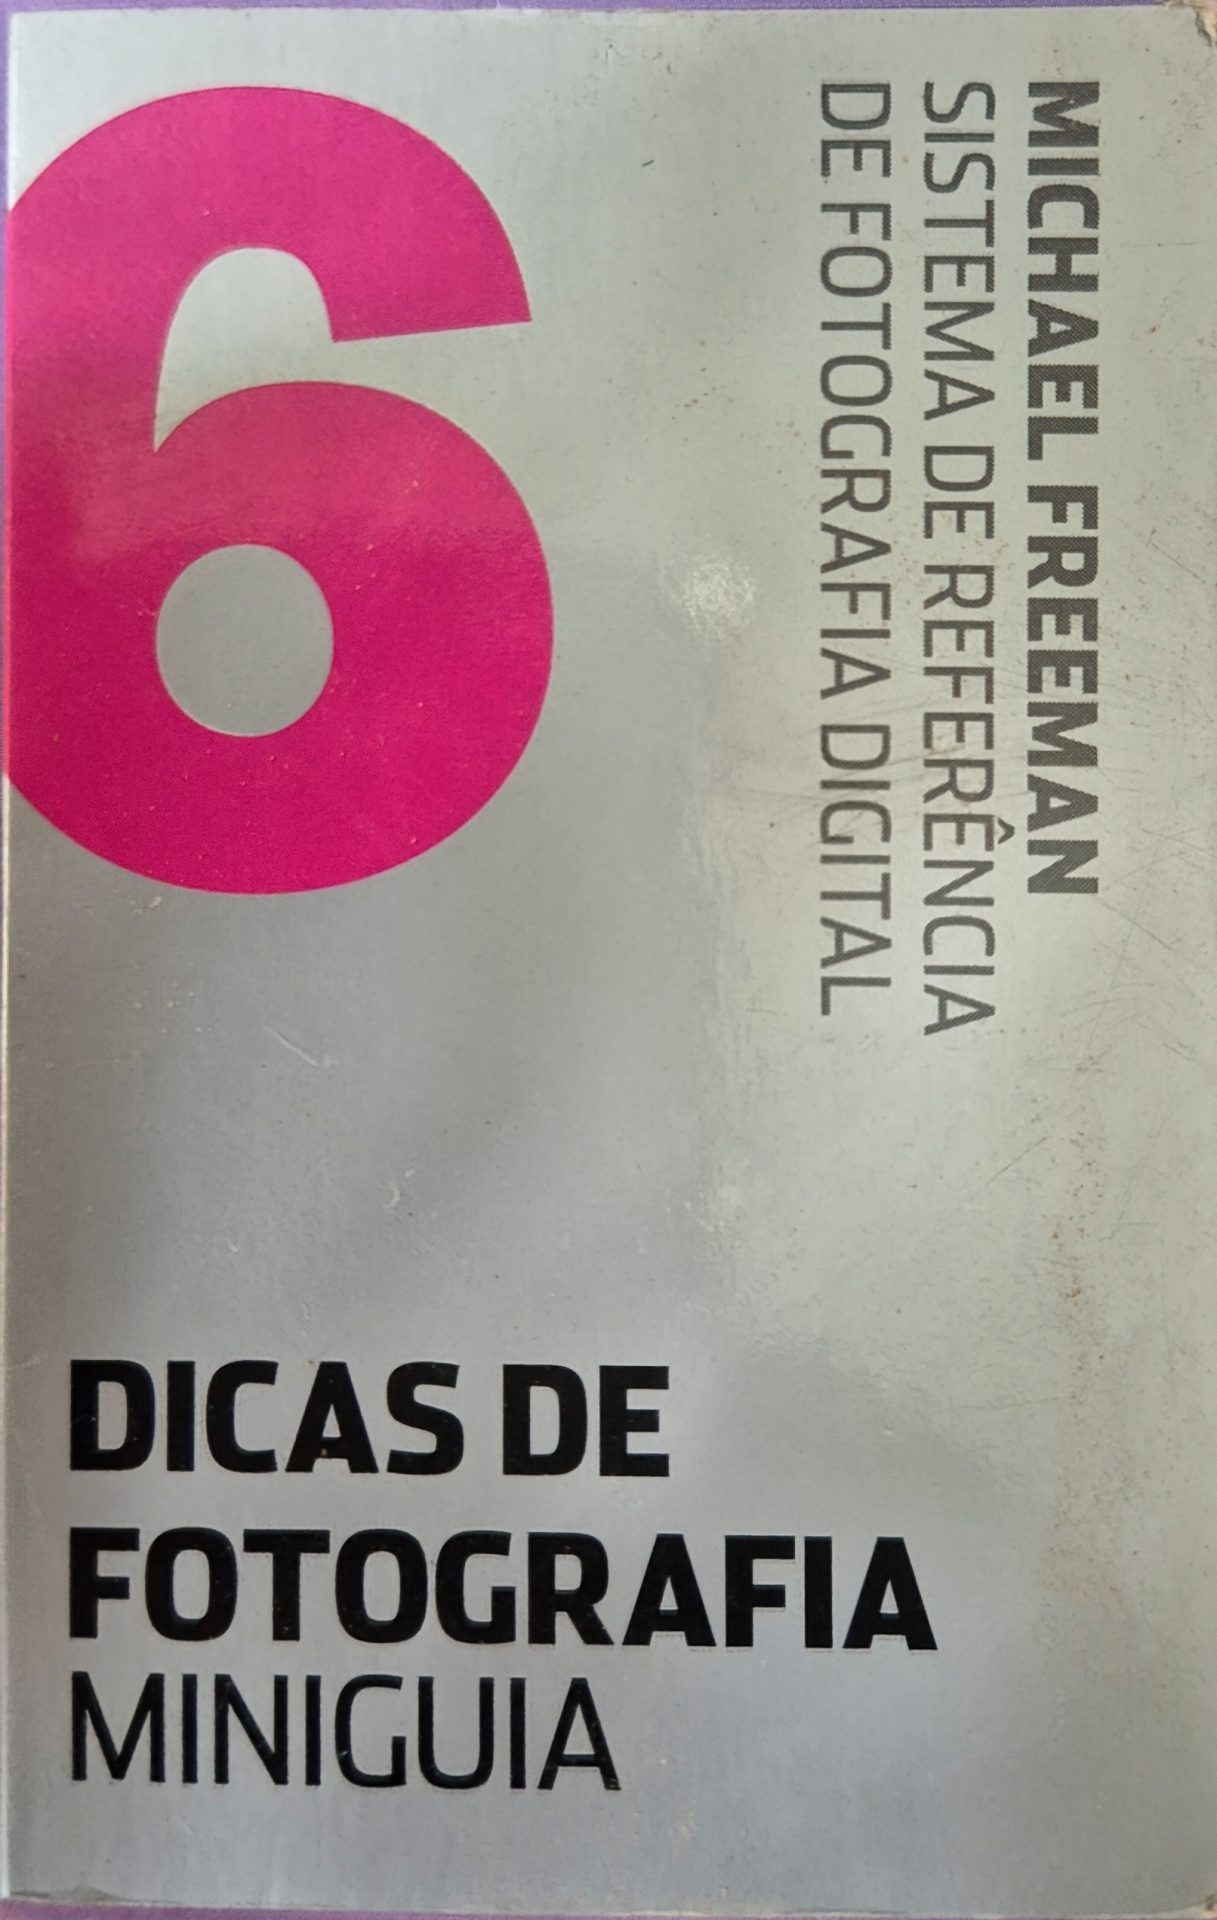 MICHAEL FREEMAN
SISTEMA DE REFERÊNCIA
DE FOTOGRAFIA DIGITAL
6
DICAS DE
FOTOGRAFIA
MINIGUIA